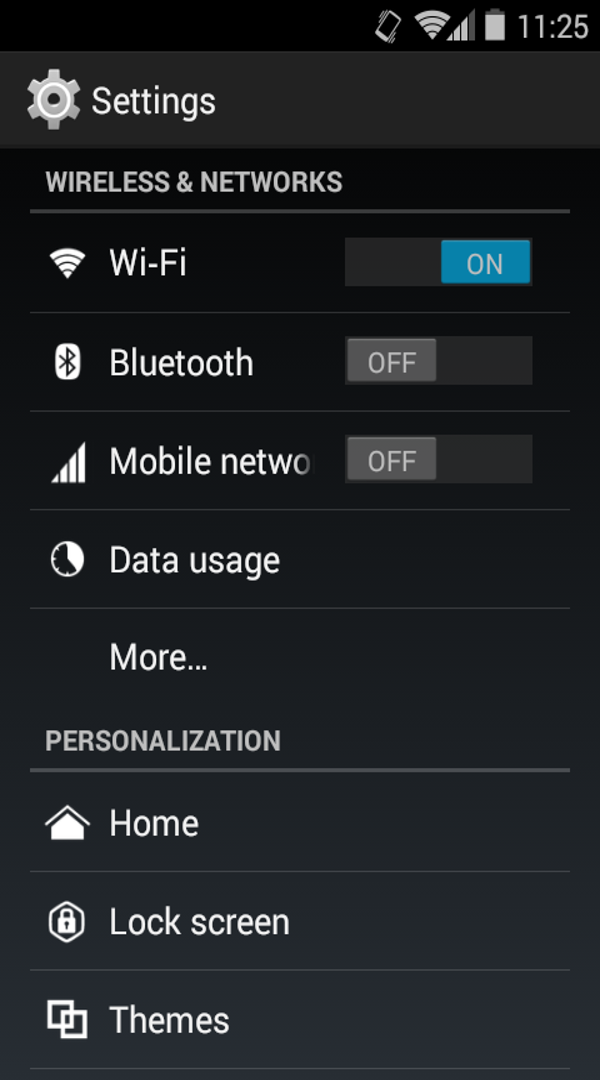 11:25
Settings
WIRELESS & NETWORKS
Wi-Fi ON
Bluetooth OFF
Mobile netwo OFF
Data usage
More...
PERSONALIZATION
Home
Lock screen
Themes